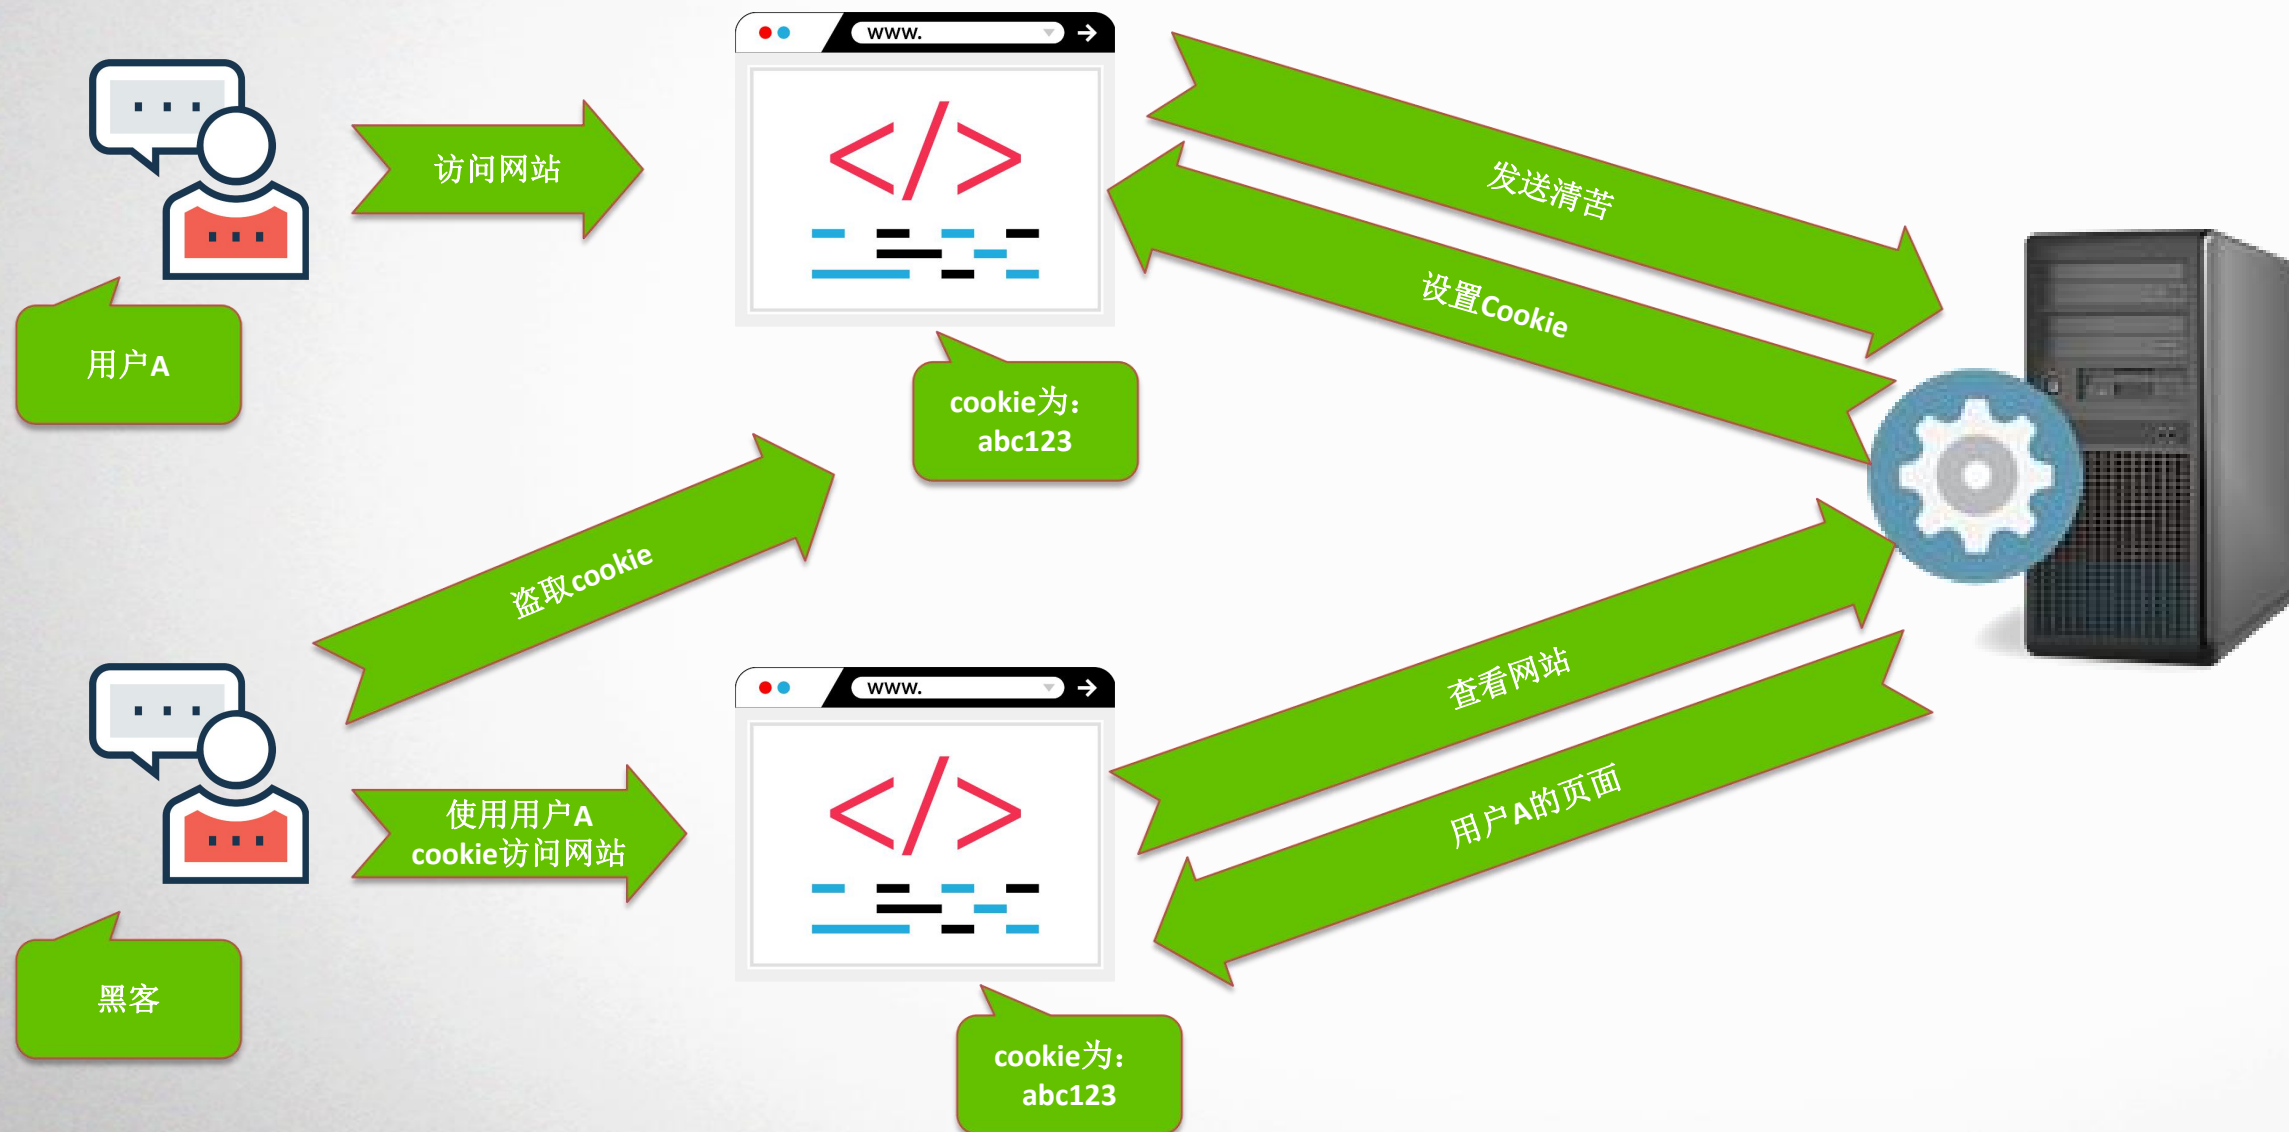 www.
访问网站
发送清苦
设置Cookie
用户A
cookie为：
abc123
盗取cookie
查看网站
www.
使用用户A
cookie访问网站
用户A的页面
黑客
cookie为：
abc123